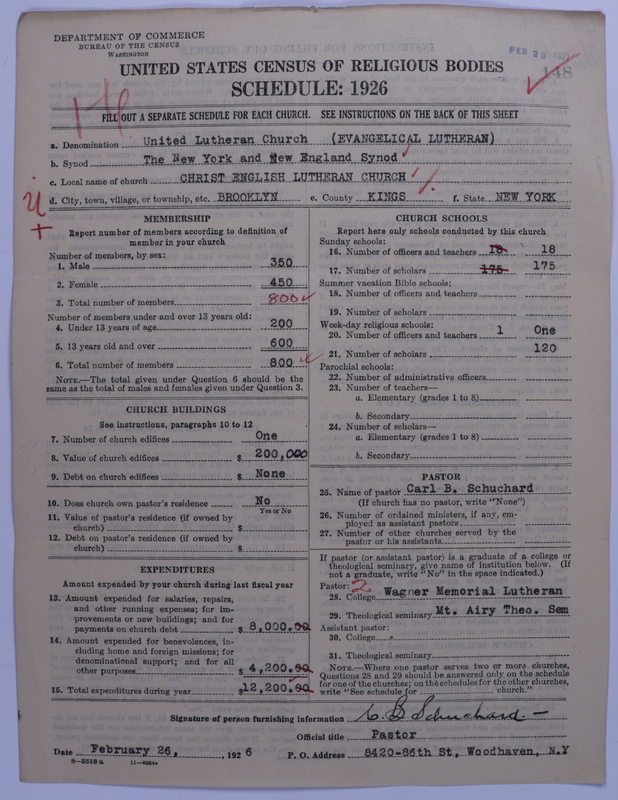 DEPARTMENT OF COMMERCE
BUREAU OF THE CENSUS
WASHINGTON
FEB 23
148
UNITED STATES CENSUS OF RELIGIOUS BODIES
SCHEDULE: 1926
FILL OUT A SEPARATE SCHEDULE FOR EACH CHURCH. SEE INSTRUCTIONS ON THE BACK OF THIS SHEET
a. Denomination United Lutheran Church (EVANGELICAL LUTHERAN)
b. Synod The New York and New England Synod
c. Local name of church CHRIST ENGLISH LUTHERAN CHURCH
d. City, town, village, or township, etc. BROOKLYN e. County KINGS f. State NEW YORK
MEMBERSHIP
Report number of members according to definition of
member in your church
Number of members, by sex:
1. Male 350
2. Female 450
3. Total number of members 800
Number of members under and over 13 years old:
4. Under 13 years of age 200
5. 13 years old and over 600
6. Total number of members 800
NOTE.—The total given under Question 6 should be the
same as the total of males and females given under Question 3.
CHURCH BUILDINGS
See instructions, paragraphs 10 to 12
7. Number of church edifices One
8. Value of church edifices $ 200,000
9. Debt on church edifices $ None
10. Does church own pastor's residence No
Yes or No
11. Value of pastor's residence (if owned by
church) $
12. Debt on pastor's residence (if owned by
church) $
EXPENDITURES
Amount expended by your church during last fiscal year
13. Amount expended for salaries, repairs,
and other running expenses; for im-
provements or new buildings; and for
payments on church debt $ 8,000.00
14. Amount expended for benevolences, in-
cluding home and foreign missions; for
denominational support; and for all
other purposes $ 4,200.00
15. Total expenditures during year $12,200.00
CHURCH SCHOOLS
Report here only schools conducted by this church
Sunday schools:
16. Number of officers and teachers 18 18
17. Number of scholars 175 175
Summer vacation Bible schools:
18. Number of officers and teachers
19. Number of scholars
Week-day religious schools:
20. Number of officers and teachers 1 One
21. Number of scholars 120
Parochial schools:
22. Number of administrative officers
23. Number of teachers—
a. Elementary (grades 1 to 8)
b. Secondary
24. Number of scholars—
a. Elementary (grades 1 to 8)
b. Secondary
PASTOR
25. Name of pastor Carl B. Schuchard
(If church has no pastor, write "None")
26. Number of ordained ministers, if any, em-
ployed as assistant pastors
27. Number of other churches served by the
pastor or his assistants
If pastor (or assistant pastor) is a graduate of a college or
theological seminary, give name of institution below. (If
not a graduate, write "No" in the space indicated.)
Pastor: 2
28. College Wagner Memorial Lutheran
29. Theological seminary Mt. Airy Theo. Sem
Assistant pastor:
30. College
31. Theological seminary
NOTE.—Where one pastor serves two or more churches,
Questions 28 and 29 should be answered only on the schedule
for one of the churches; on the schedules for the other churches,
write "See schedule for church."
Signature of person furnishing information C. B. Schuchard.
Official title Pastor
Date February 26, 1926 P. O. Address 8420-86th St, Woodhaven, N.Y
8-5518a